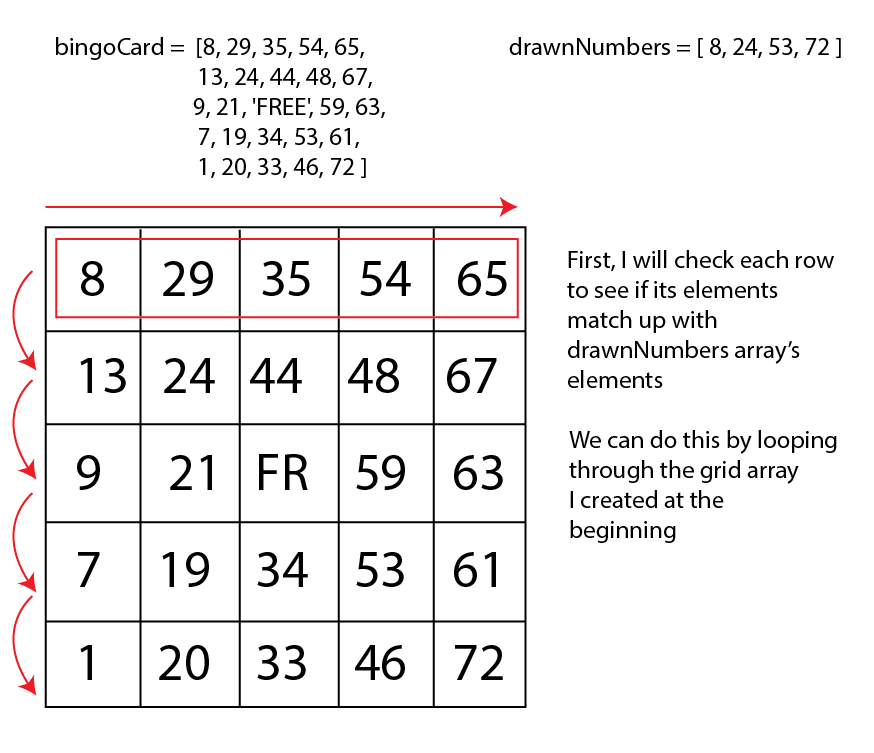 bingoCard = [8, 29, 35, 54, 65,
13, 24, 44, 48, 67,
9, 21, 'FREE', 59, 63,
7, 19, 34, 53, 61,
1, 20, 33, 46, 72 ]
drawnNumbers = [ 8, 24, 53, 72 ]
8 29 35 54 65
13 24 44 48 67
9 21 FR 59 63
7 19 34 53 61
1 20 33 46 72
First, I will check each row
to see if its elements
match up with
drawnNumbers array’s
elements
We can do this by looping
through the grid array
I created at the
beginning